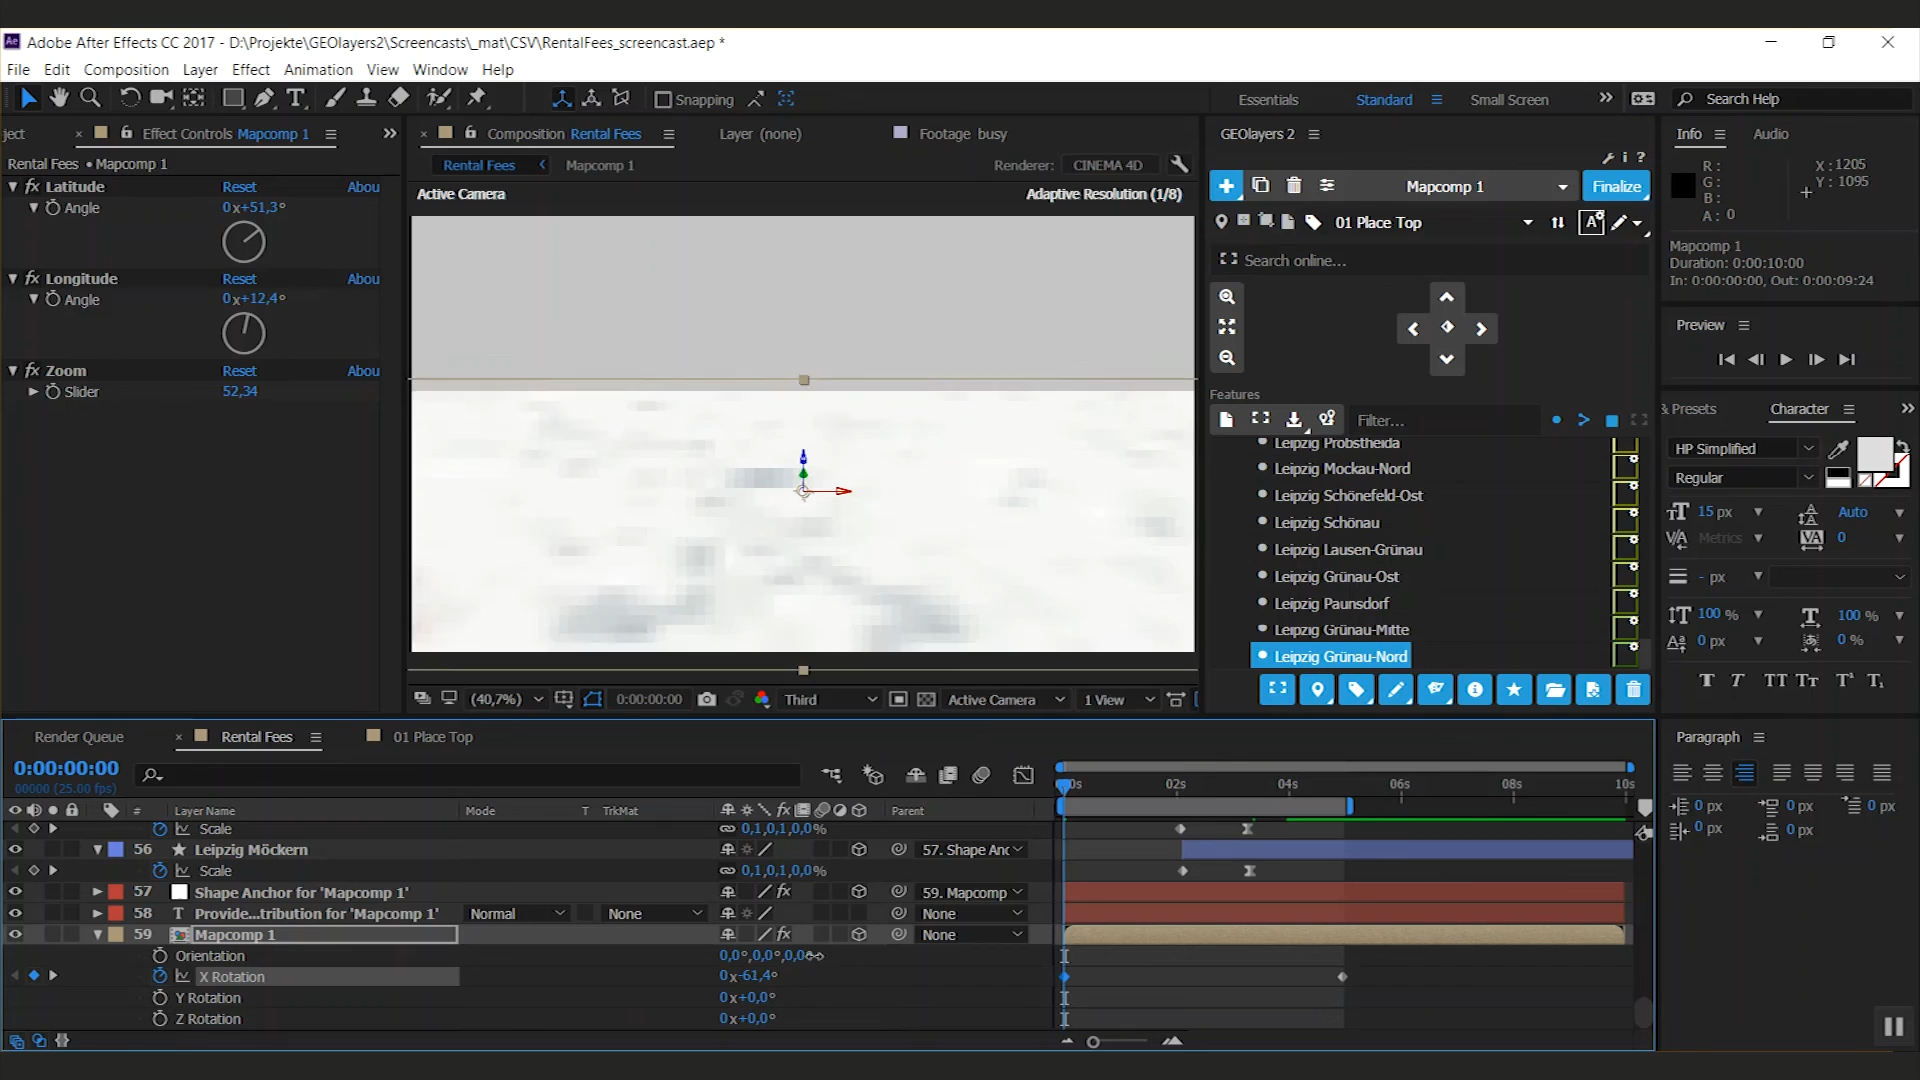 Adobe After Effects CC 2017 - D:\Projekte\GEOlayers2\Screencasts\_mat\CSV\RentalFees_screencast.aep *
File Edit Composition Layer Effect Animation View Window Help
Snapping
Essentials Standard Small Screen Search Help
ject Effect Controls Mapcomp 1
Rental Fees • Mapcomp 1
Latitude Reset Abou
Angle 0x+51,3°
Longitude Reset Abou
Angle 0x+12,4°
Zoom Reset Abou
Slider 52,34
Composition Rental Fees Layer (none) Footage busy
Rental Fees Mapcomp 1 Renderer: CINEMA 4D
Active Camera Adaptive Resolution (1/8)
(40,7%) 0:00:00:00 Third Active Camera 1 View
GEOlayers 2
Mapcomp 1 Finalize
01 Place Top
Search online...
Features
Filter...
Leipzig Probstheida
Leipzig Mockau-Nord
Leipzig Schönefeld-Ost
Leipzig Schönau
Leipzig Lausen-Grünau
Leipzig Grünau-Ost
Leipzig Paunsdorf
Leipzig Grünau-Mitte
Leipzig Grünau-Nord
Info Audio
R :
G :
B :
A : 0
X : 1205
Y : 1095
Mapcomp 1
Duration: 0:00:10:00
In: 0:00:00:00, Out: 0:00:09:24
Preview
& Presets Character
HP Simplified
Regular
15 px Auto
Metrics 0
- px
100 % 100 %
0 px 0 %
T T TT Tr T¹ T₁
Paragraph
0 px 0 px 0 px
0 px 0 px
Render Queue Rental Fees 01 Place Top
0:00:00:00
00000 (25.00 fps)
0s 02s 04s 06s 08s 10s
# Layer Name Mode T TrkMat Parent
Scale 0,1,0,1,0,0%
56 Leipzig Möckern 57. Shape Anc
Scale 0,1,0,1,0,0%
57 Shape Anchor for 'Mapcomp 1' 59. Mapcomp
58 T Provide...tribution for 'Mapcomp 1' Normal None None
59 Mapcomp 1 None
Orientation 0,0°,0,0°,0,0
X Rotation 0x-61,4°
Y Rotation 0x+0,0°
Z Rotation 0x+0,0°